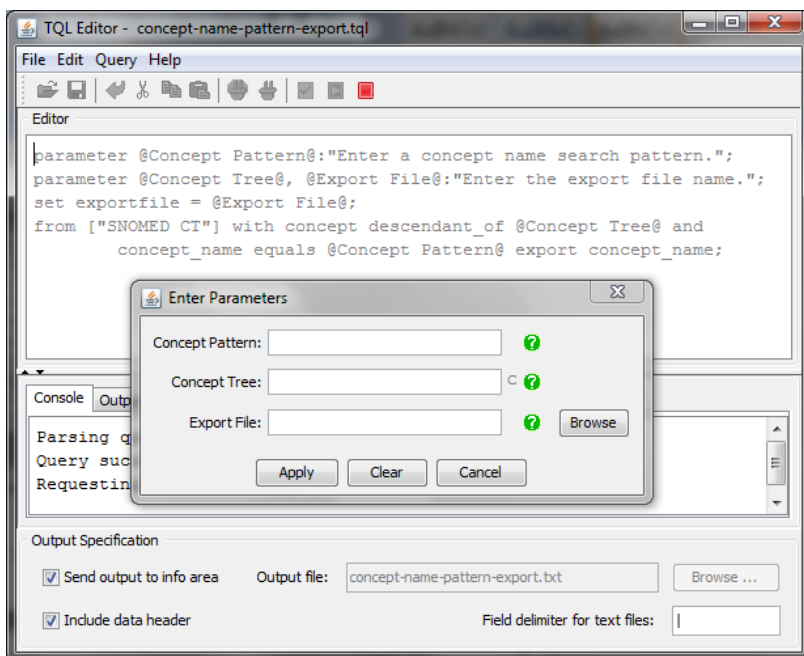 TQL Editor - concept-name-pattern-export.tql
File Edit Query Help
Editor
parameter @Concept Pattern@:"Enter a concept name search pattern.";
parameter @Concept Tree@, @Export File@:"Enter the export file name.";
set exportfile = @Export File@;
from ["SNOMED CT"] with concept descendant_of @Concept Tree@ and
concept_name equals @Concept Pattern@ export concept_name;
Enter Parameters
Concept Pattern: ?
Concept Tree: C ?
Export File: ? Browse
Apply Clear Cancel
Console Outp
Parsing q
Query suc
Requestin
Output Specification
Send output to info area Output file: concept-name-pattern-export.txt Browse ...
Include data header Field delimiter for text files: |